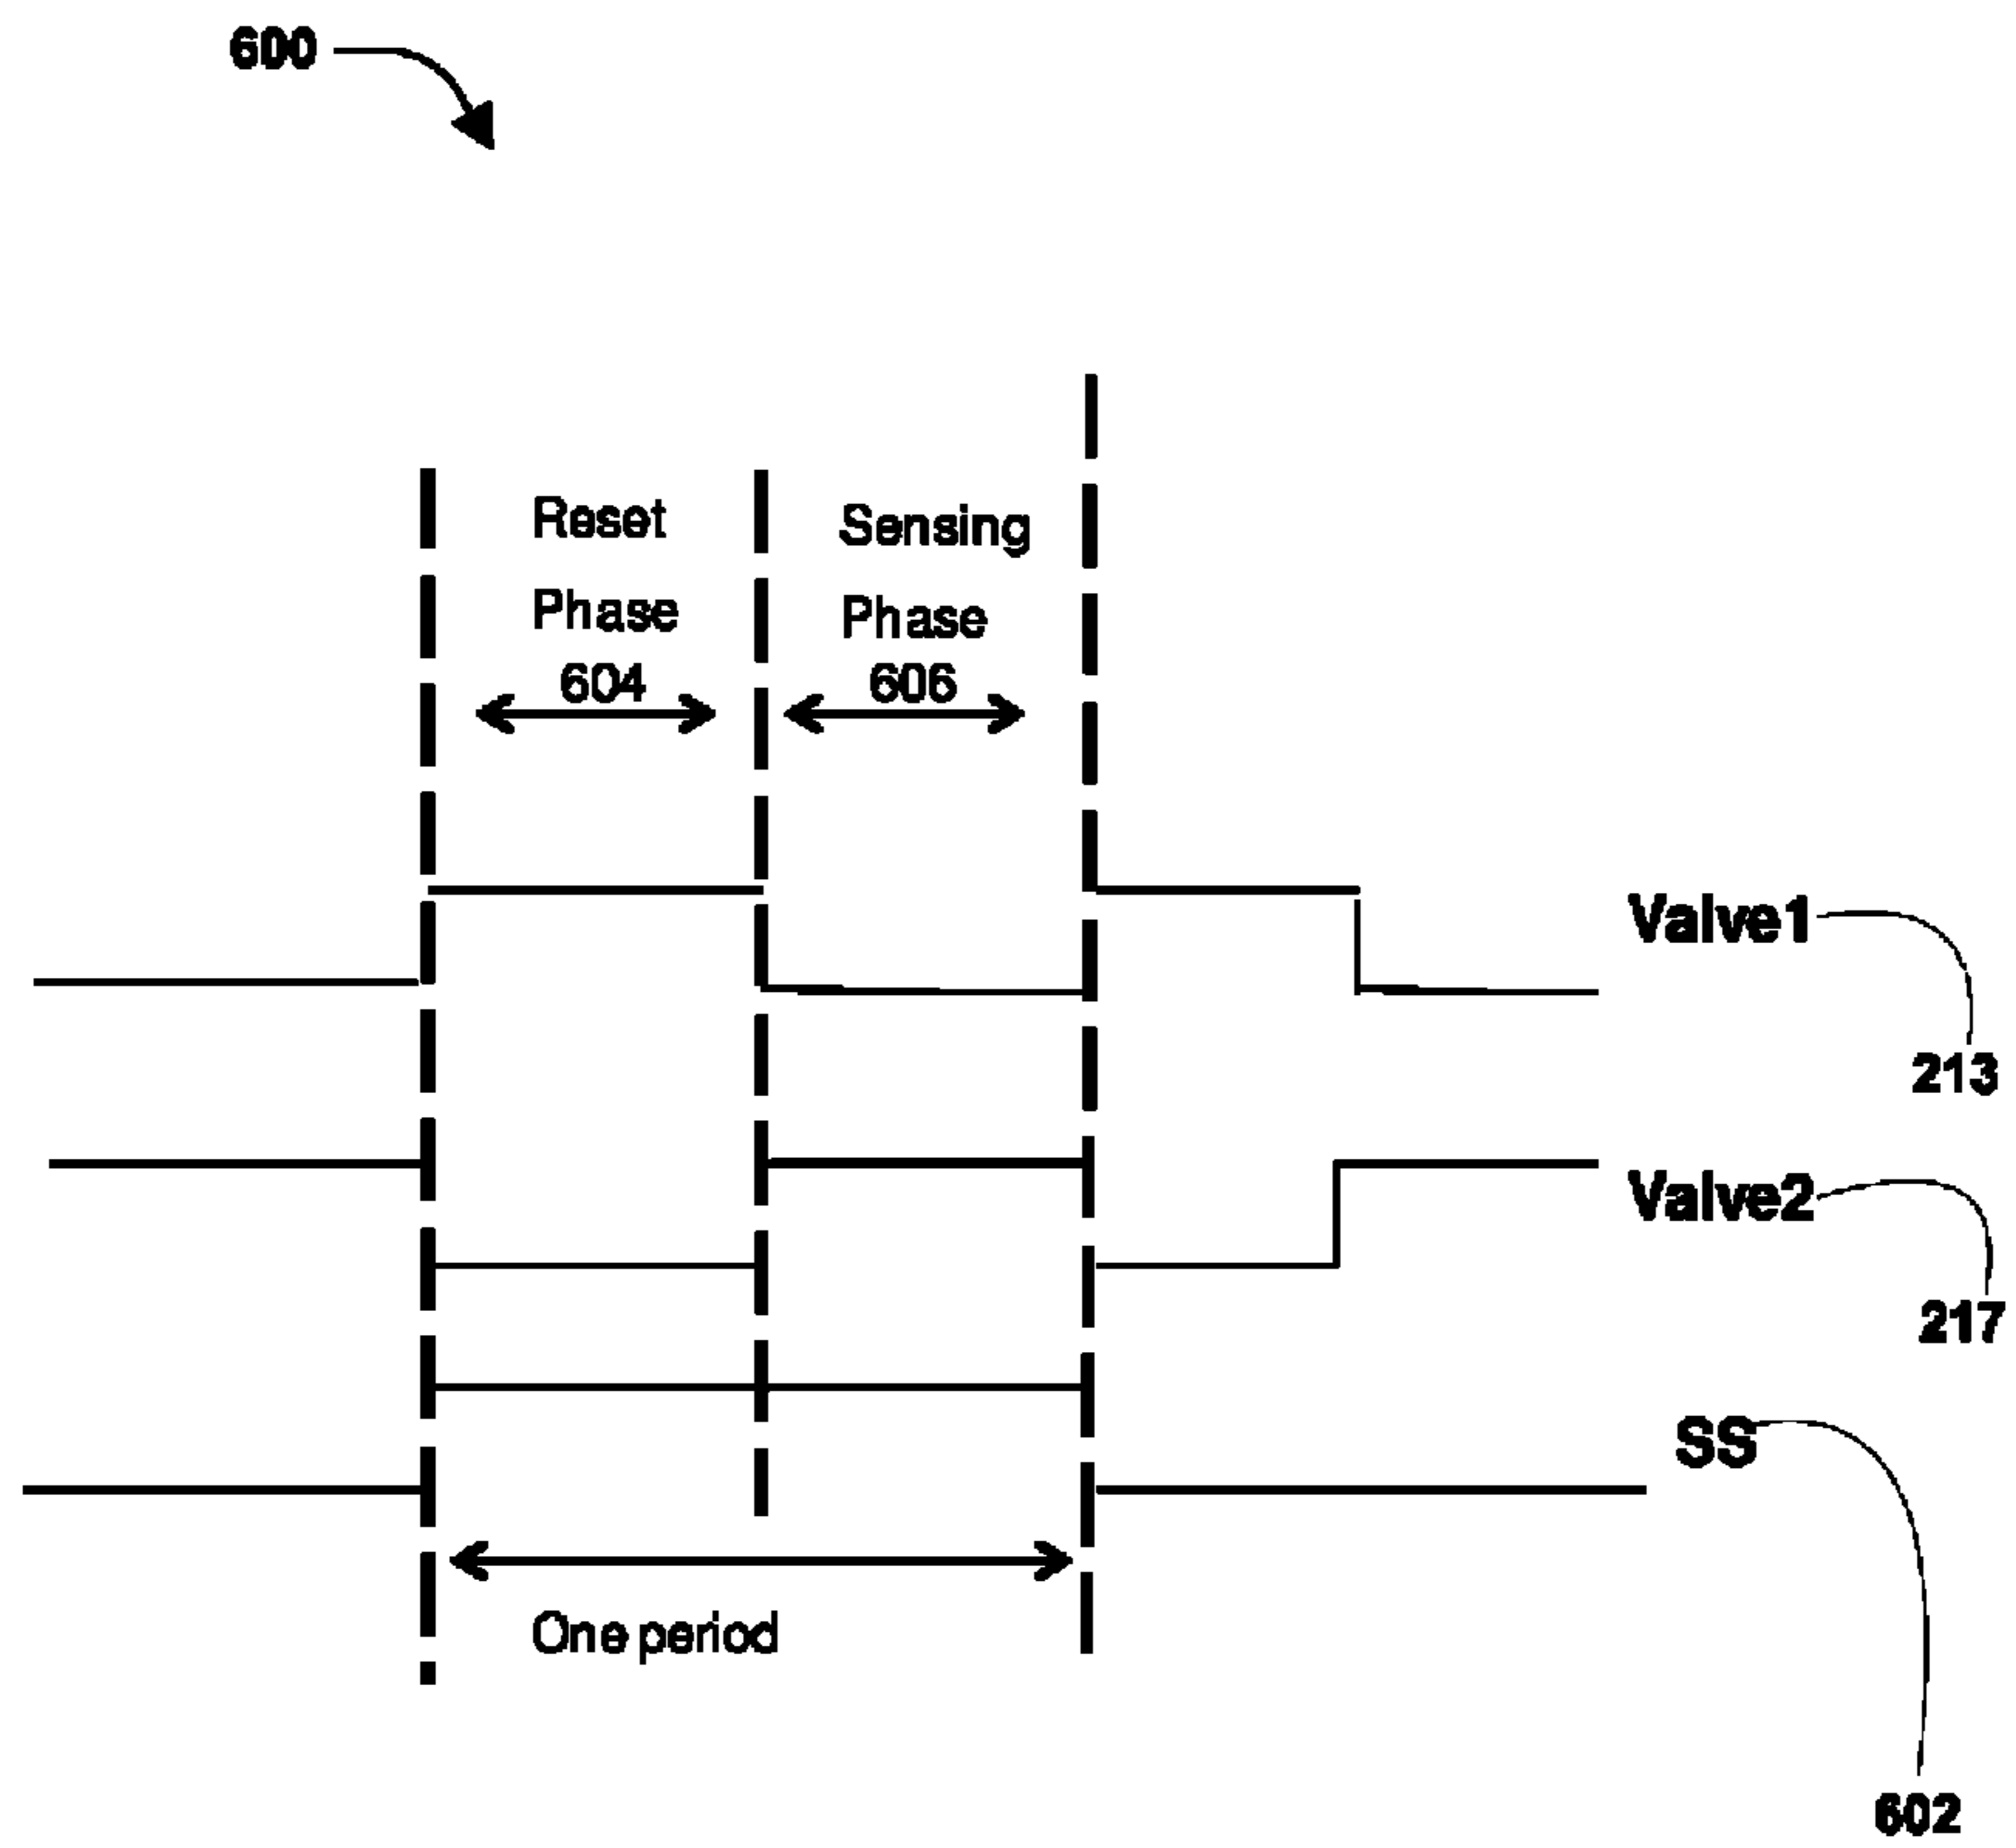 600
Reset
Phase
604
Sensing
Phase
606
Valve1
213
Valve2
217
SS
One period
602